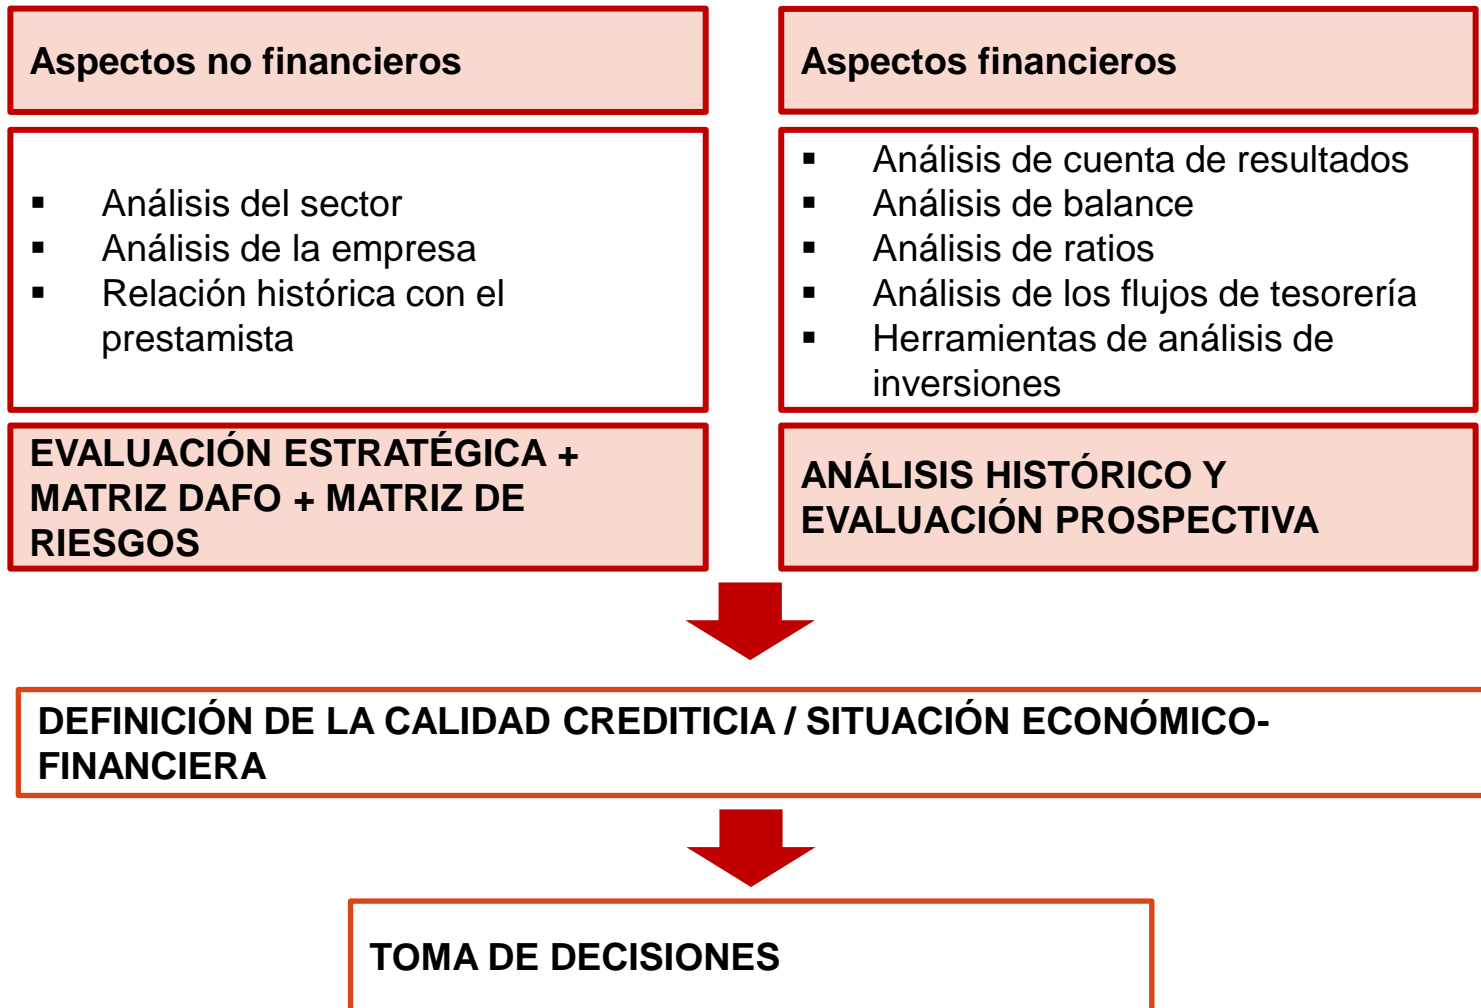 Aspectos no financieros
▪ Análisis del sector
▪ Análisis de la empresa
▪ Relación histórica con el
prestamista
EVALUACIÓN ESTRATÉGICA +
MATRIZ DAFO + MATRIZ DE
RIESGOS
Aspectos financieros
▪ Análisis de cuenta de resultados
▪ Análisis de balance
▪ Análisis de ratios
▪ Análisis de los flujos de tesorería
▪ Herramientas de análisis de
inversiones
ANÁLISIS HISTÓRICO Y
EVALUACIÓN PROSPECTIVA
DEFINICIÓN DE LA CALIDAD CREDITICIA / SITUACIÓN ECONÓMICO-
FINANCIERA
TOMA DE DECISIONES